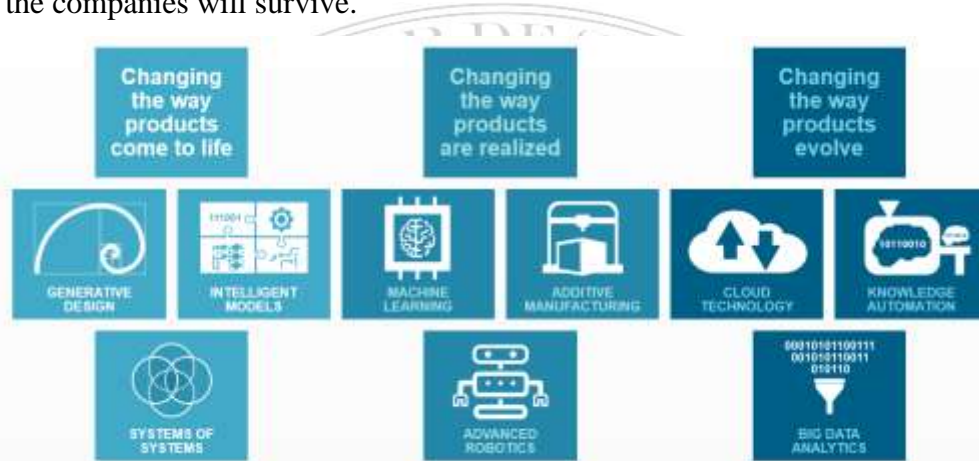 the companies will survive.
Changing
the way
products
come to life
Changing
the way
products
are realized
Changing
the way
products
evolve
111001
GENERATIVE
DESIGN
INTELLIGENT
MODELS
MACHINE
LEARNING
ADDITIVE
MANUFACTURING
CLOUD
TECHNOLOGY
10110010
KNOWLEDGE
AUTOMATION
SYSTEMS OF
SYSTEMS
ADVANCED
ROBOTICS
00010101100111
001010110011
010110
BIG DATA
ANALYTICS